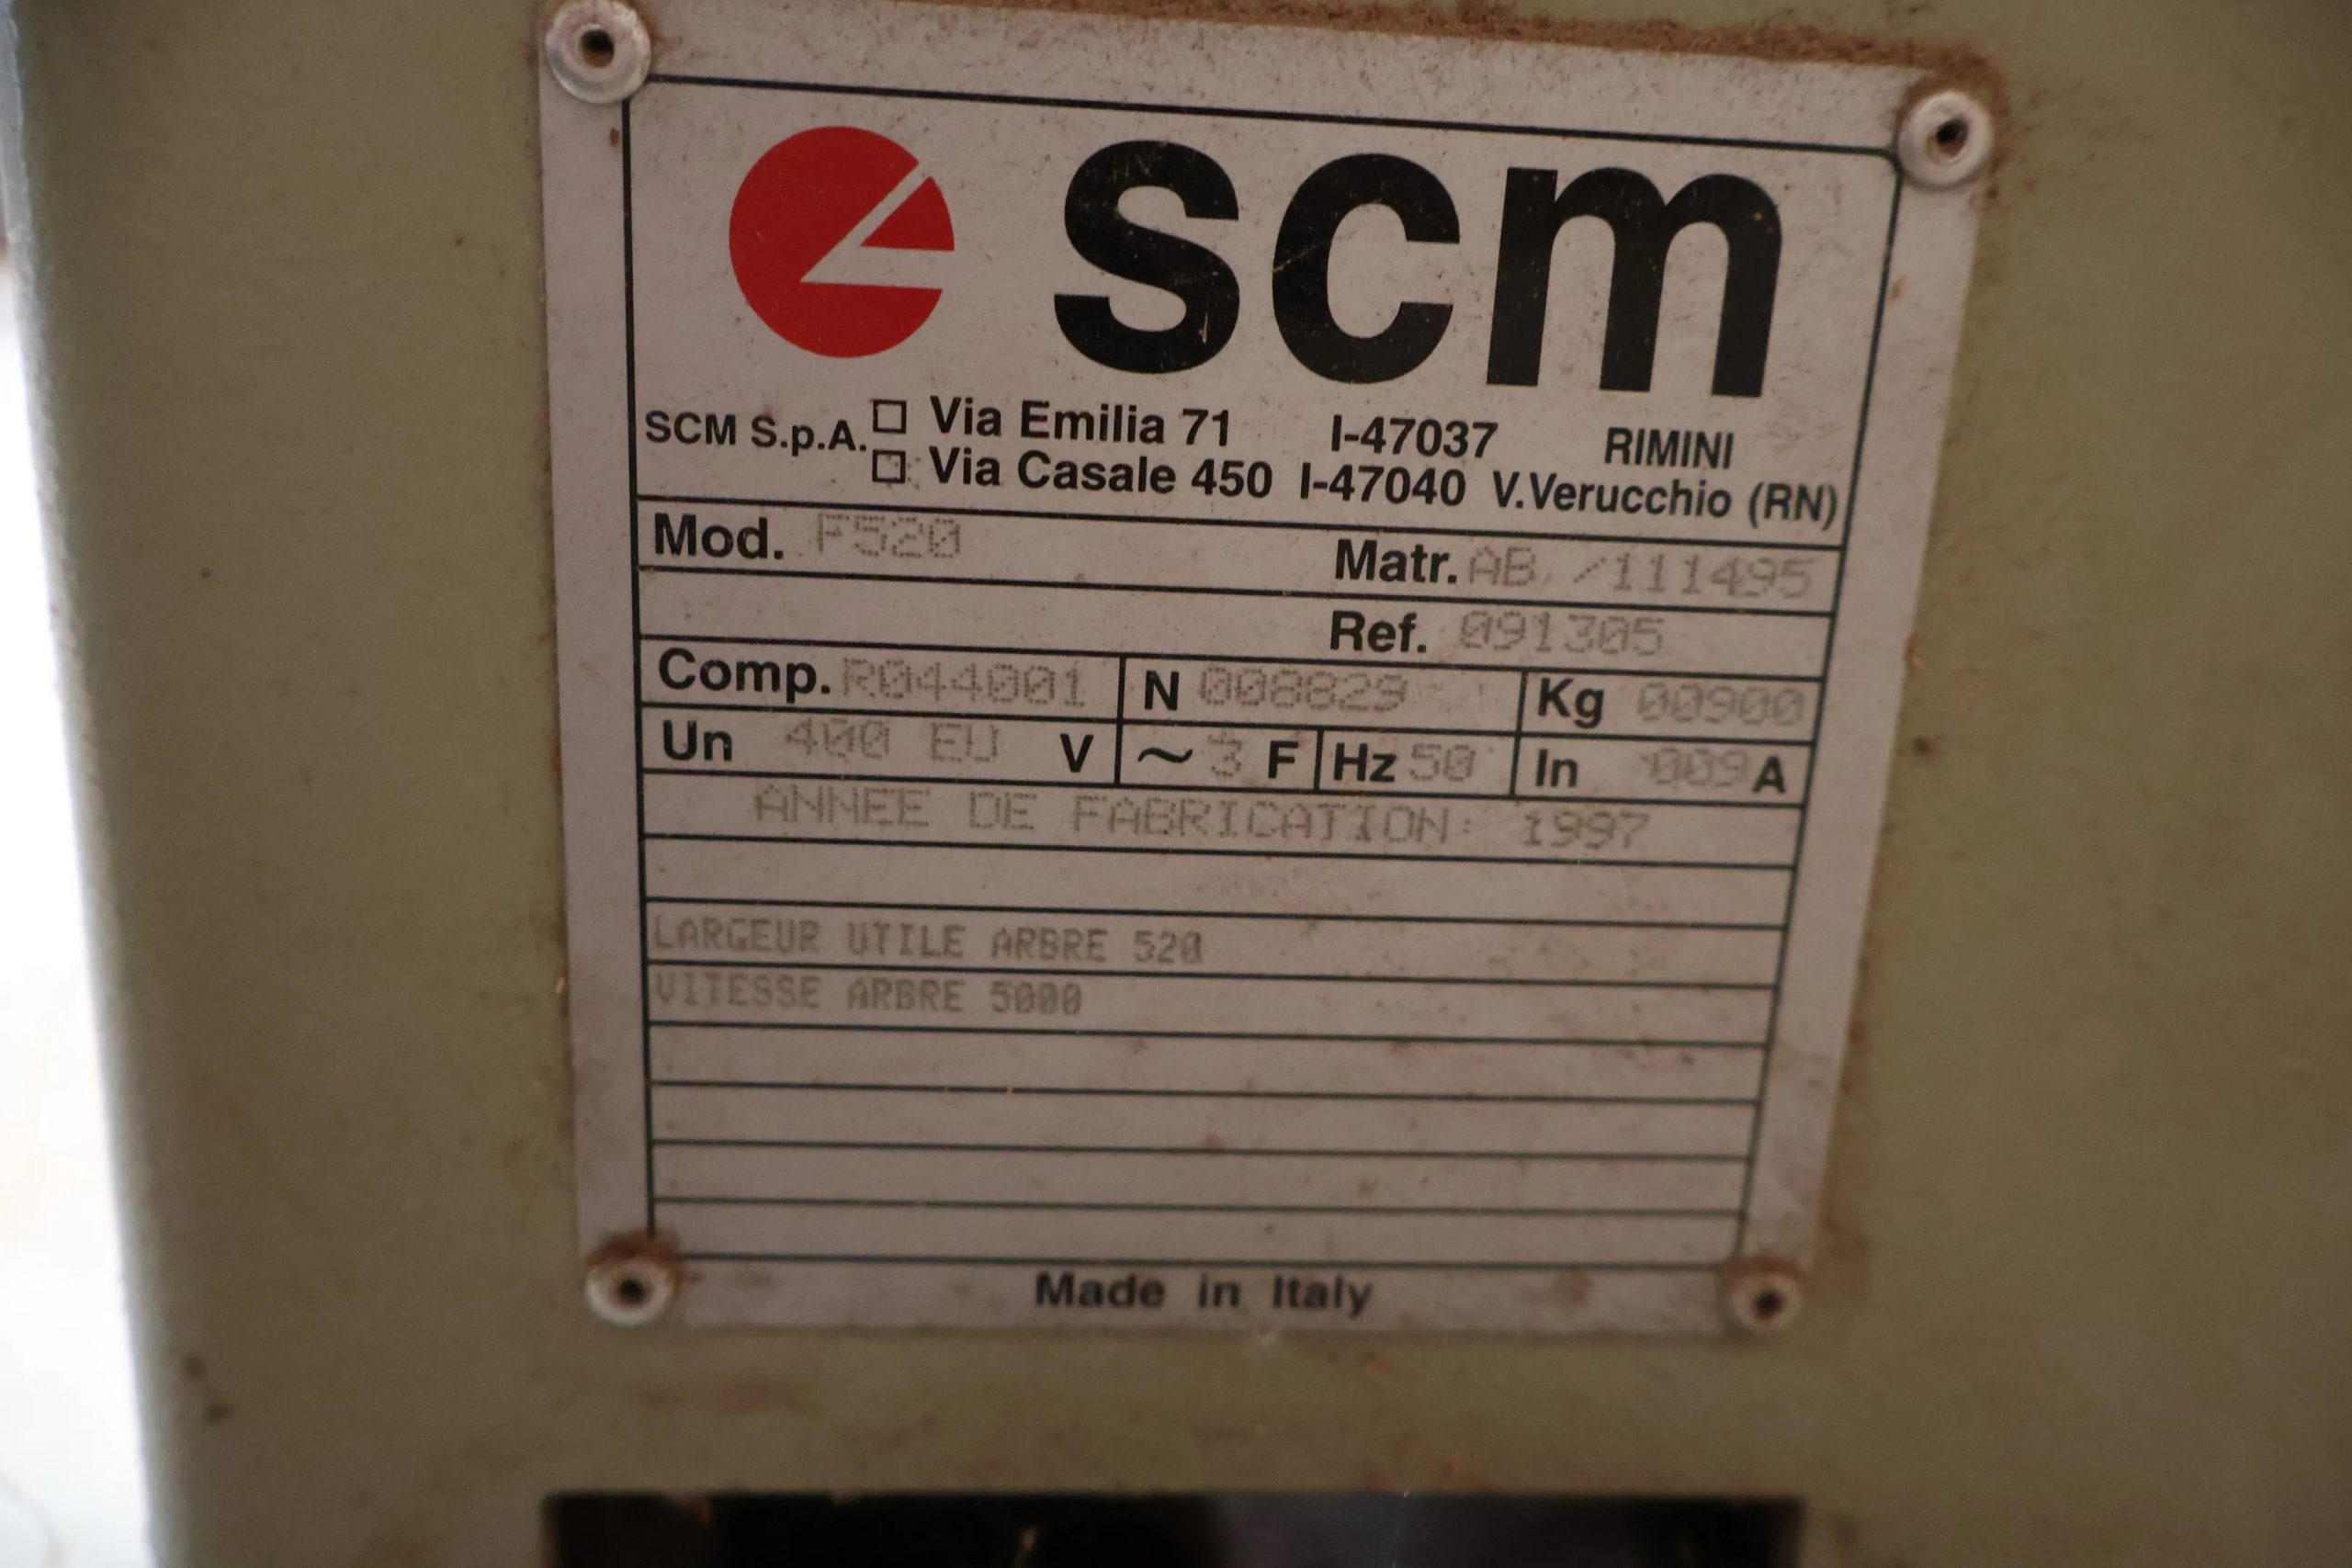 scm
SCM S.p.A. □ Via Emilia 71 I-47037 RIMINI
□ Via Casale 450 I-47040 V.Verucchio (RN)
Mod. F520 Matr. AB /111495
Ref. 091305
Comp. R044001 N 008829 Kg 00900
Un 400 EU V ~ 3 F Hz 50 In 009 A
ANNEE DE FABRICATION: 1997
LARGEUR UTILE ARBRE 520
VITESSE ARBRE 5000
Made in Italy